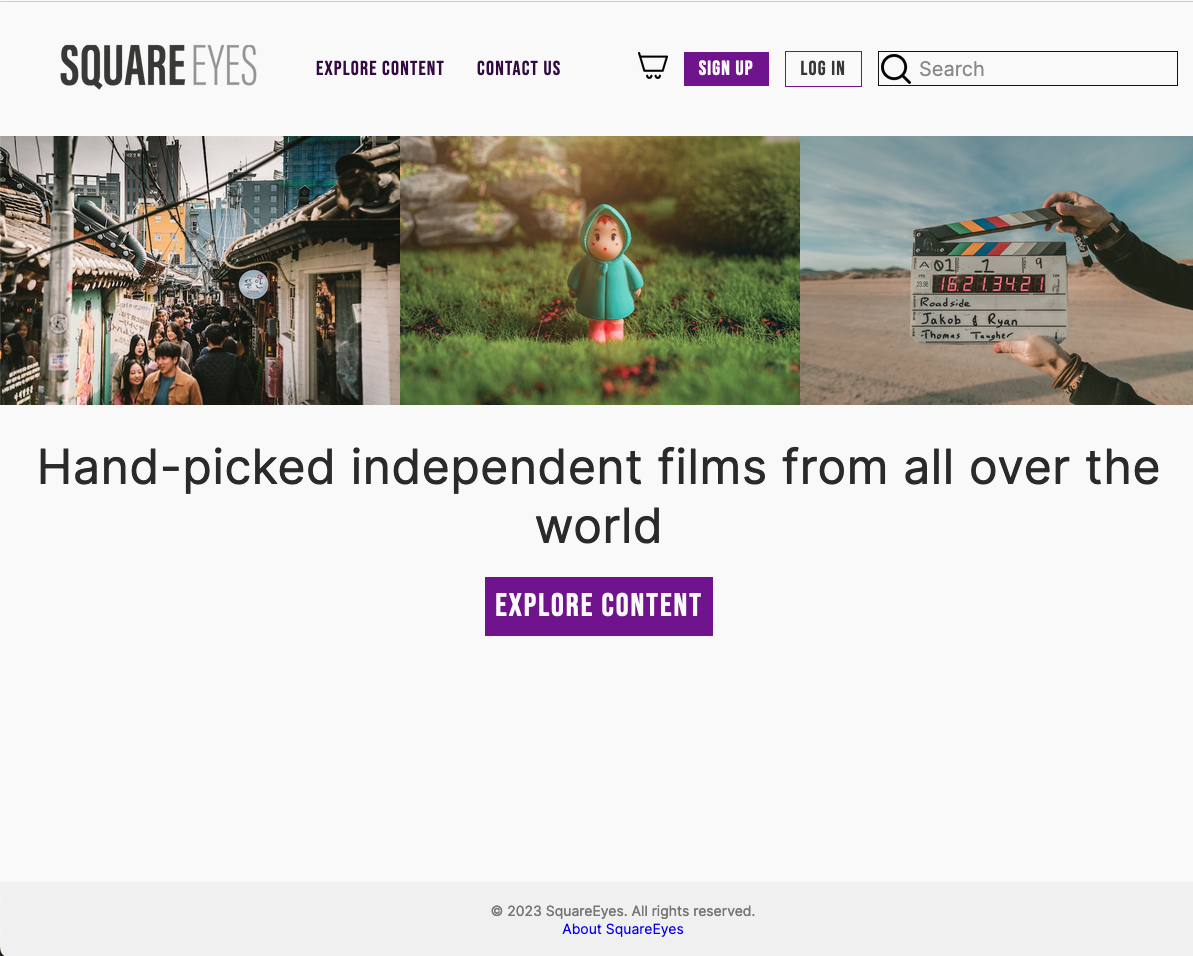 SQUARE EYES
EXPLORE CONTENT
CONTACT US
SIGN UP
LOG IN
Search
A 01
1
9
16:21:34:21
Roadside
Jakob & Ryan
Thomas
Hand-picked independent films from all over the
world
EXPLORE CONTENT
© 2023 SquareEyes. All rights reserved.
About SquareEyes